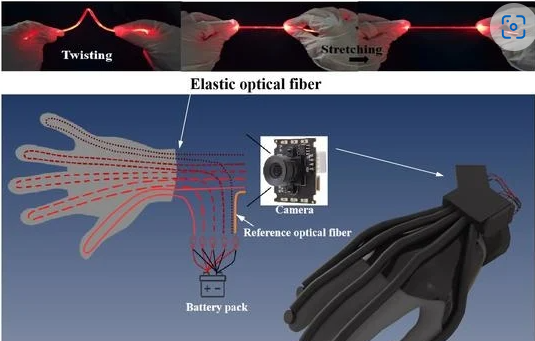 Twisting
Stretching
Elastic optical fiber
Camera
Reference optical fiber
Battery pack